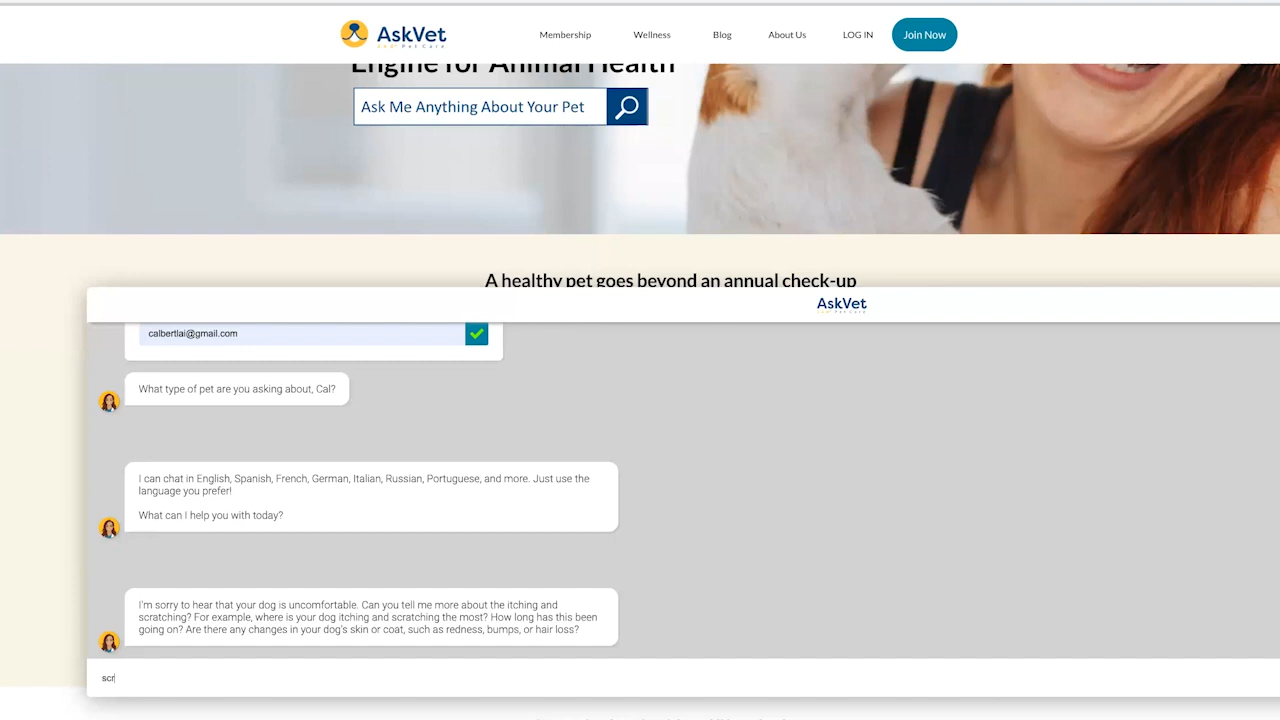 AskVet
Membership
Wellness
Blog
About Us
LOG IN
Join Now
Engine for Animal Health
Ask Me Anything About Your Pet
A healthy pet goes beyond an annual check-up
AskVet
calbertlai@gmail.com
What type of pet are you asking about, Cal?
I can chat in English, Spanish, French, German, Italian, Russian, Portuguese, and more. Just use the
language you prefer!
What can I help you with today?
I'm sorry to hear that your dog is uncomfortable. Can you tell me more about the itching and
scratching? For example, where is your dog itching and scratching the most? How long has this been
going on? Are there any changes in your dog's skin or coat, such as redness, bumps, or hair loss?
scr